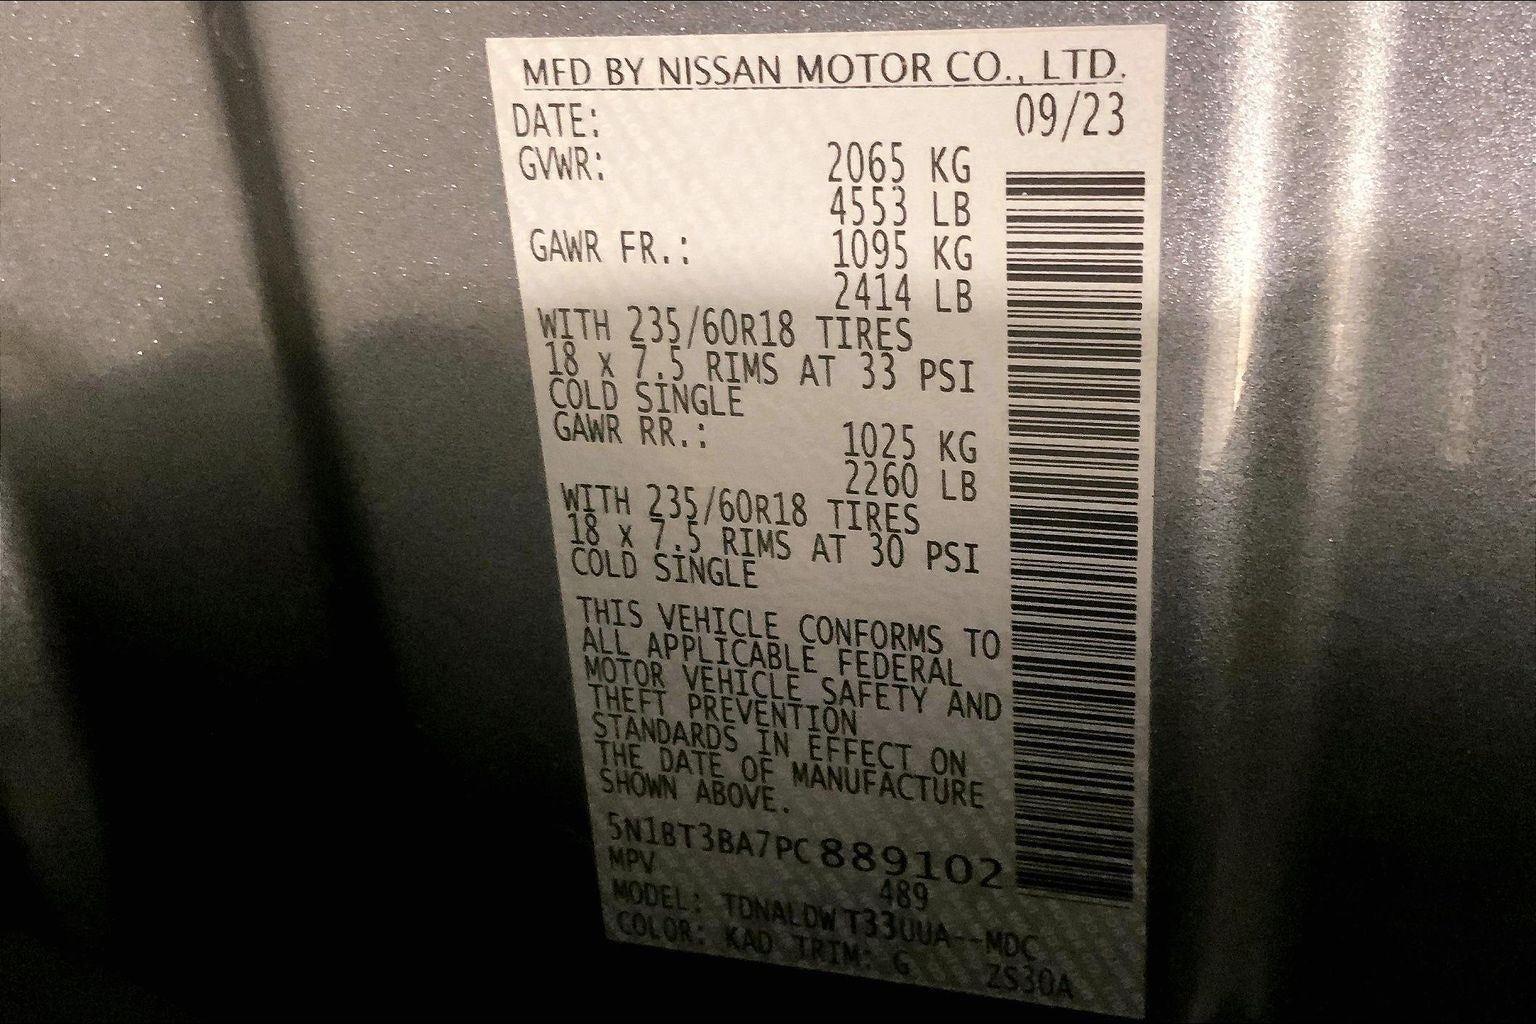 MFD BY NISSAN MOTOR CO., LTD.
DATE: 09/23
GVWR: 2065 KG
4553 LB
GAWR FR.: 1095 KG
2414 LB
WITH 235/60R18 TIRES
18 x 7.5 RIMS AT 33 PSI
COLD SINGLE
GAWR RR.: 1025 KG
2260 LB
WITH 235/60R18 TIRES
18 x 7.5 RIMS AT 30 PSI
COLD SINGLE
THIS VEHICLE CONFORMS TO
ALL APPLICABLE FEDERAL
MOTOR VEHICLE SAFETY AND
THEFT PREVENTION
STANDARDS IN EFFECT ON
THE DATE OF MANUFACTURE
SHOWN ABOVE.
5N1BT3BA7PC889102
MPV 489
MODEL: TDNALDWT33UUA--MDC
COLOR: KAD TRIM: G ZS30A